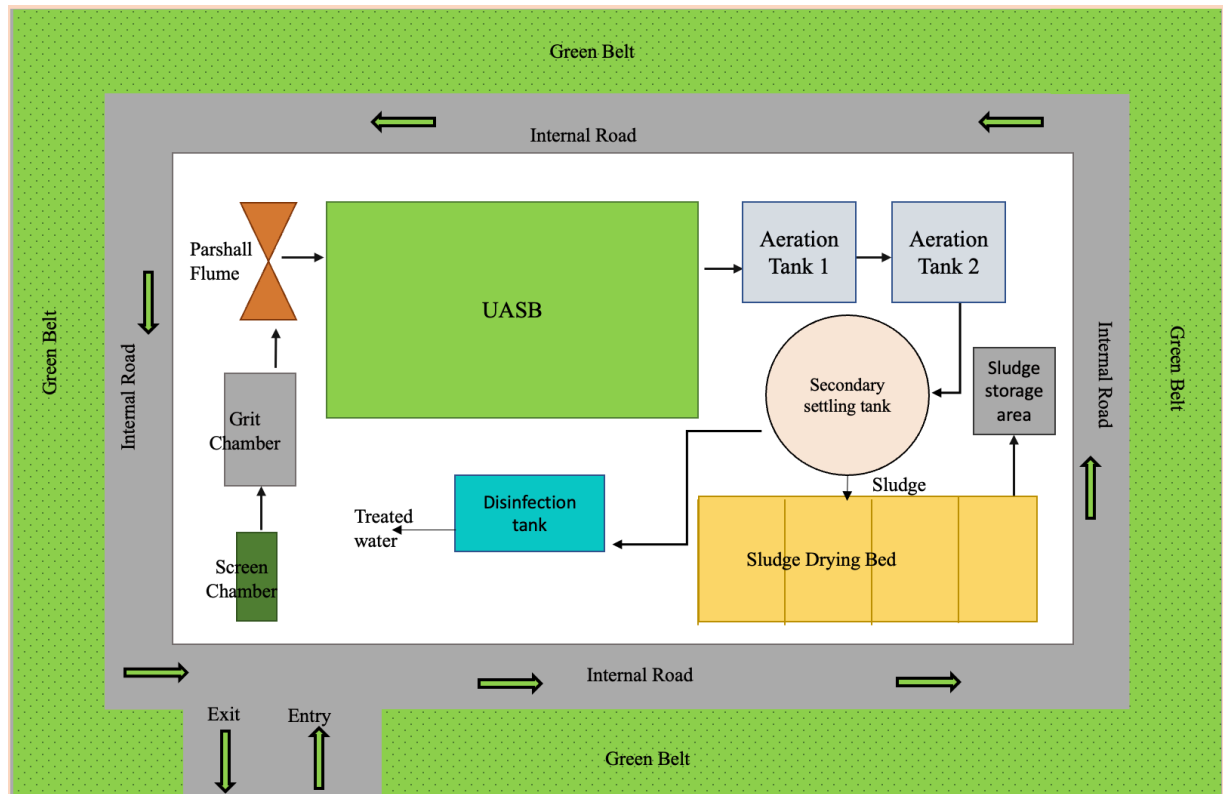 Green Belt
Internal Road
Parshall
Flume
UASB
Aeration
Tank 1
Aeration
Tank 2
Green Belt
Internal Road
Grit
Chamber
Secondary
settling tank
Sludge
storage
area
Internal Road
Green Belt
Sludge
Disinfection
tank
Treated
water
Screen
Chamber
Sludge Drying Bed
Internal Road
Exit
Entry
Green Belt